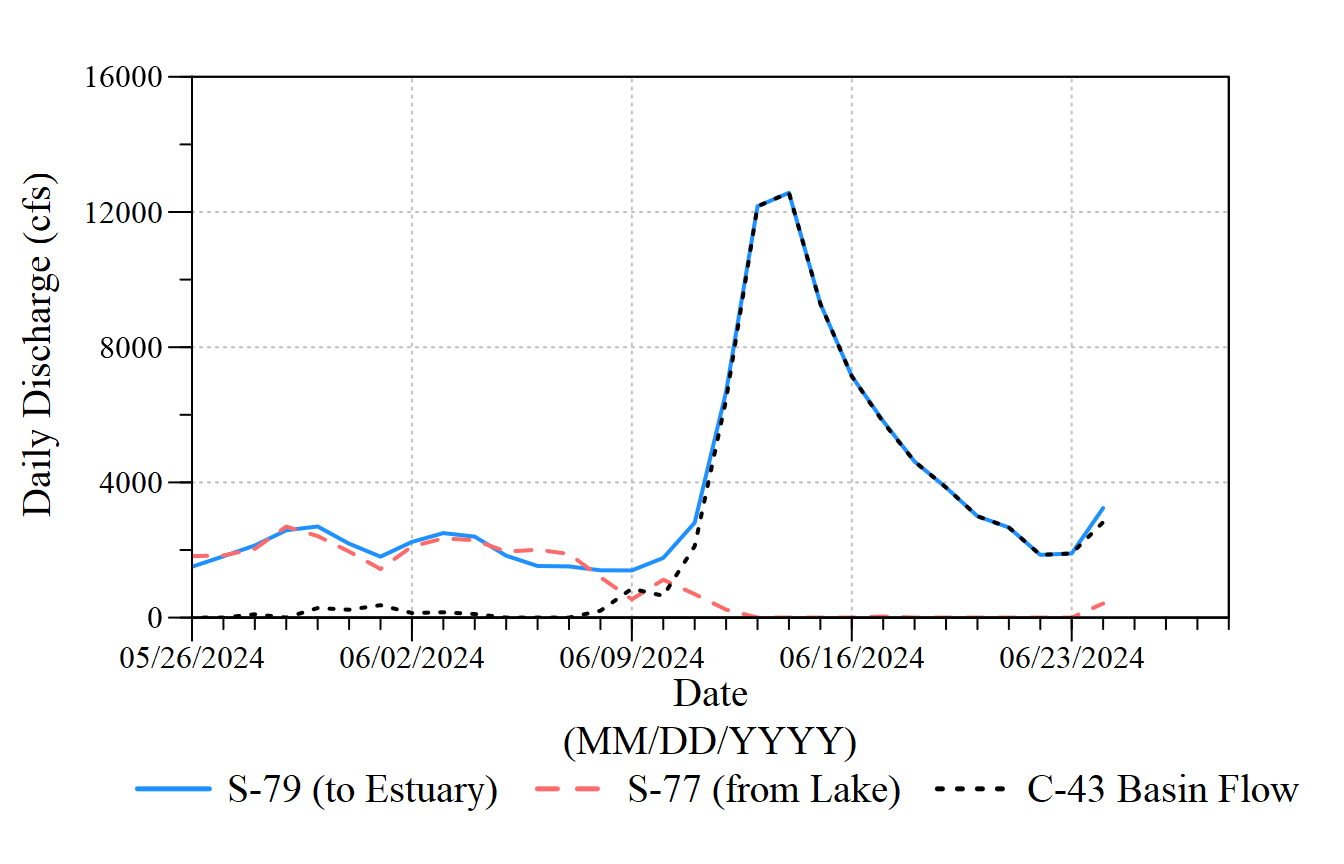 16000
12000
8000
4000
0
Daily Discharge (cfs)
05/26/2024 06/02/2024 06/09/2024 06/16/2024 06/23/2024
Date
(MM/DD/YYYY)
S-79 (to Estuary) S-77 (from Lake) C-43 Basin Flow